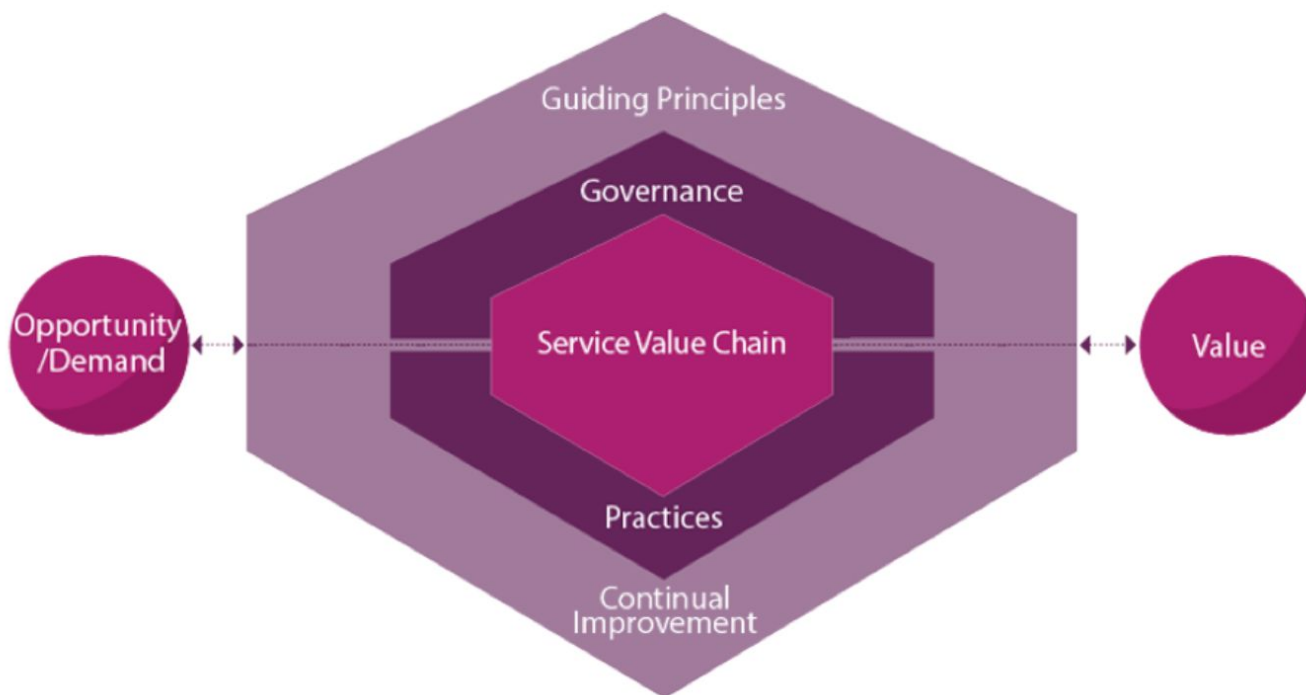 Guiding Principles
Governance
Opportunity
/Demand
Service Value Chain
Value
Practices
Continual
Improvement